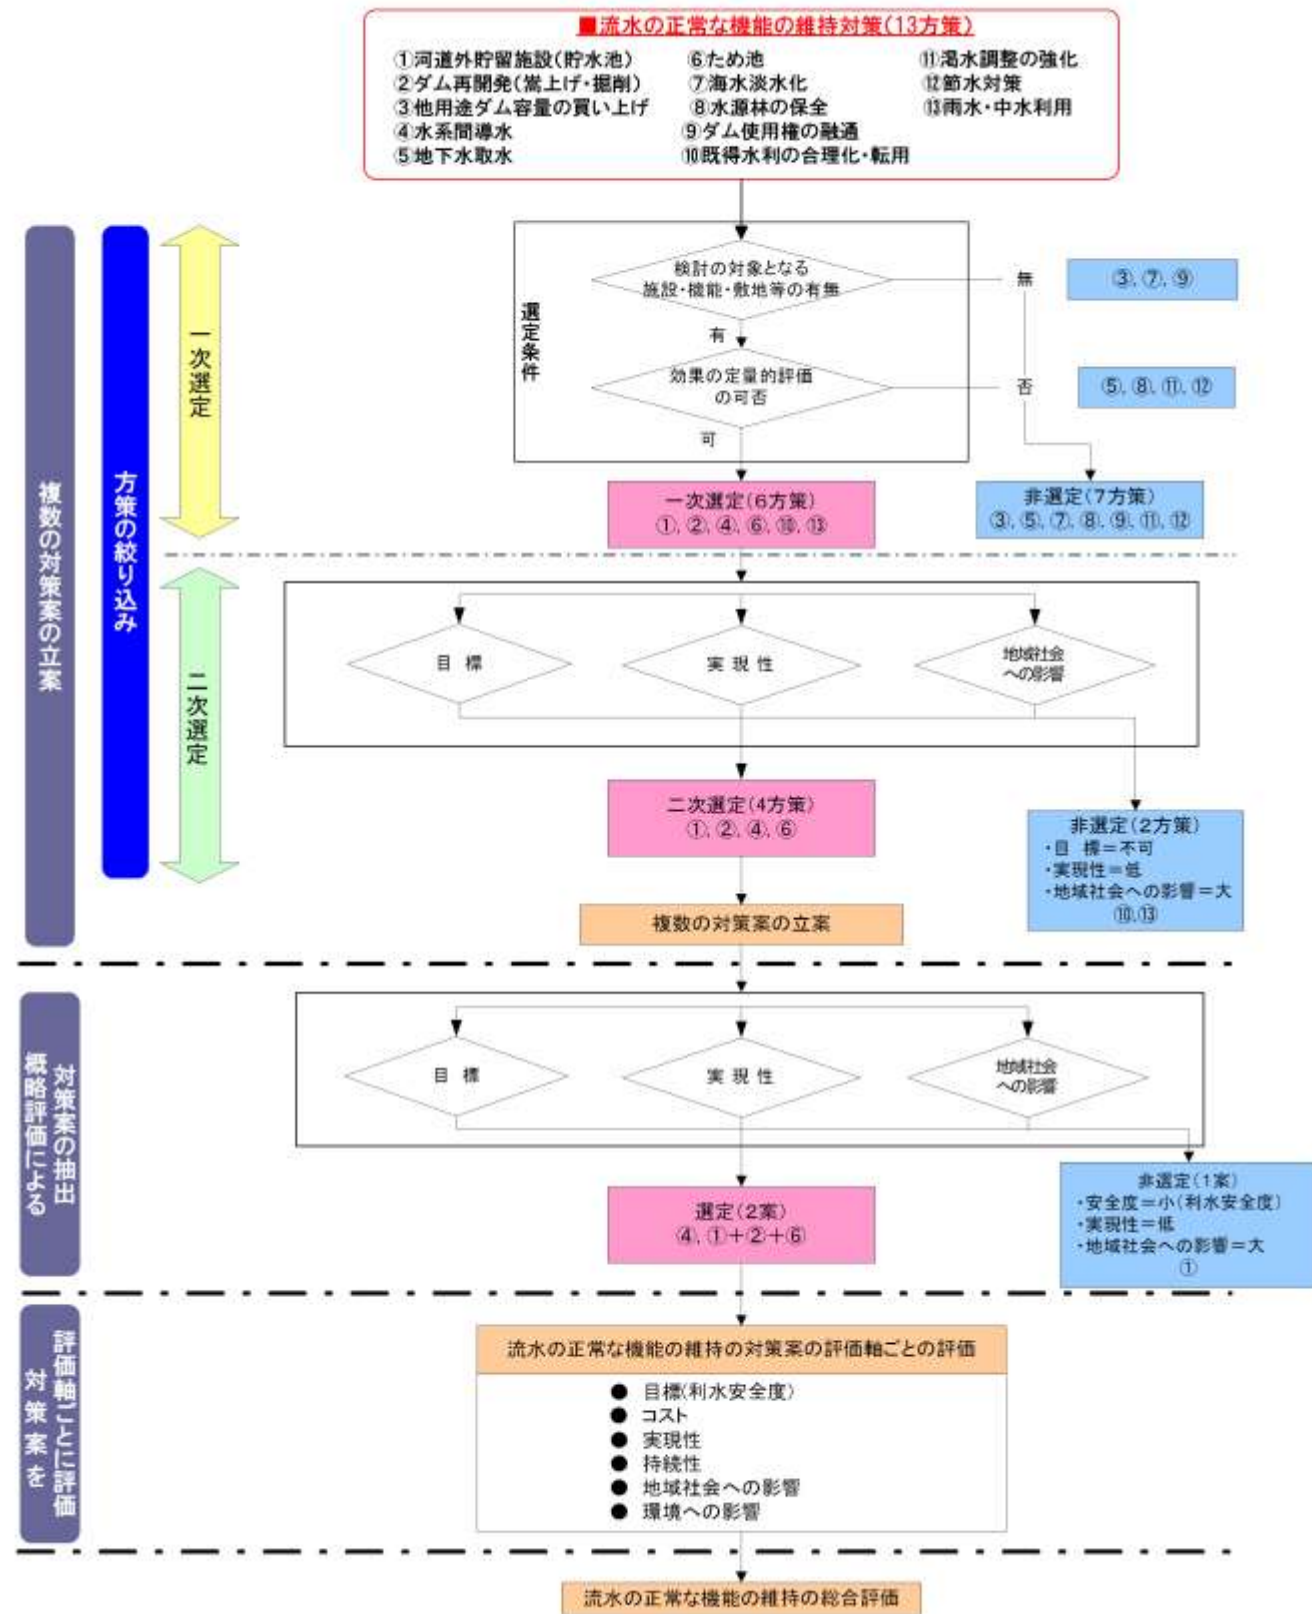 ■流水の正常な機能の維持対策(13方策)
①河道外貯留施設(貯水池)
②ダム再開発(嵩上げ・掘削)
③他用途ダム容量の買い上げ
④水系間導水
⑤地下水取水
⑥ため池
⑦海水淡水化
⑧水源林の保全
⑨ダム使用権の融通
⑩既得水利の合理化・転用
⑪渇水調整の強化
⑫節水対策
⑬雨水・中水利用
複数の対策案の立案
方策の絞り込み
一次選定
選定条件
検討の対象となる
施設・機能・敷地等の有無
無
③, ⑦, ⑨
有
効果の定量的評価
の可否
否
⑤, ⑧, ⑪, ⑫
可
一次選定(6方策)
①, ②, ④, ⑥, ⑩, ⑬
非選定(7方策)
③, ⑤, ⑦, ⑧, ⑨, ⑪, ⑫
二次選定
目 標
実 現 性
地域社会
への影響
二次選定(4方策)
①, ②, ④, ⑥
非選定(2方策)
・目 標=不可
・実現性=低
・地域社会への影響=大
⑩,⑬
複数の対策案の立案
概略評価による
対策案の抽出
目 標
実 現 性
地域社会
への影響
選定(2案)
④, ①+②+⑥
非選定(1案)
・安全度=小(利水安全度)
・実現性=低
・地域社会への影響=大
①
対策案を
評価軸ごとに評価
流水の正常な機能の維持の対策案の評価軸ごとの評価
● 目標(利水安全度)
● コスト
● 実現性
● 持続性
● 地域社会への影響
● 環境への影響
流水の正常な機能の維持の総合評価